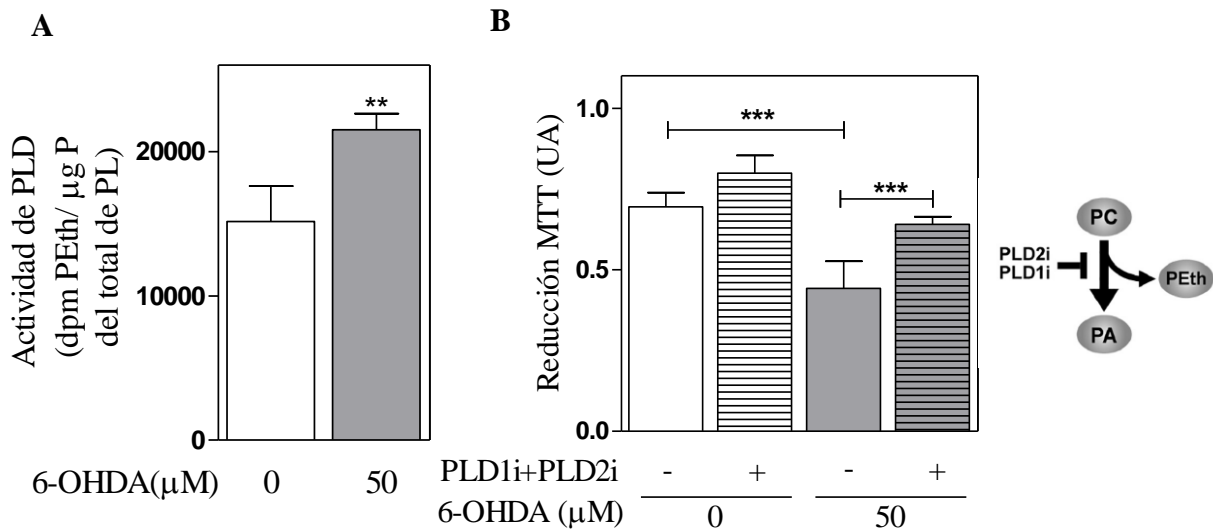 A
Actividad de PLD
(dpm PEth/ μg P
del total de PL)
20000
10000
0
**
6-OHDA(μM) 0 50
B
Reducción MTT (UA)
1.0
0.5
0.0
***
***
PLD1i+PLD2i - + - +
6-OHDA (μM) 0 50
PC
PLD2i
PLD1i
PEth
PA